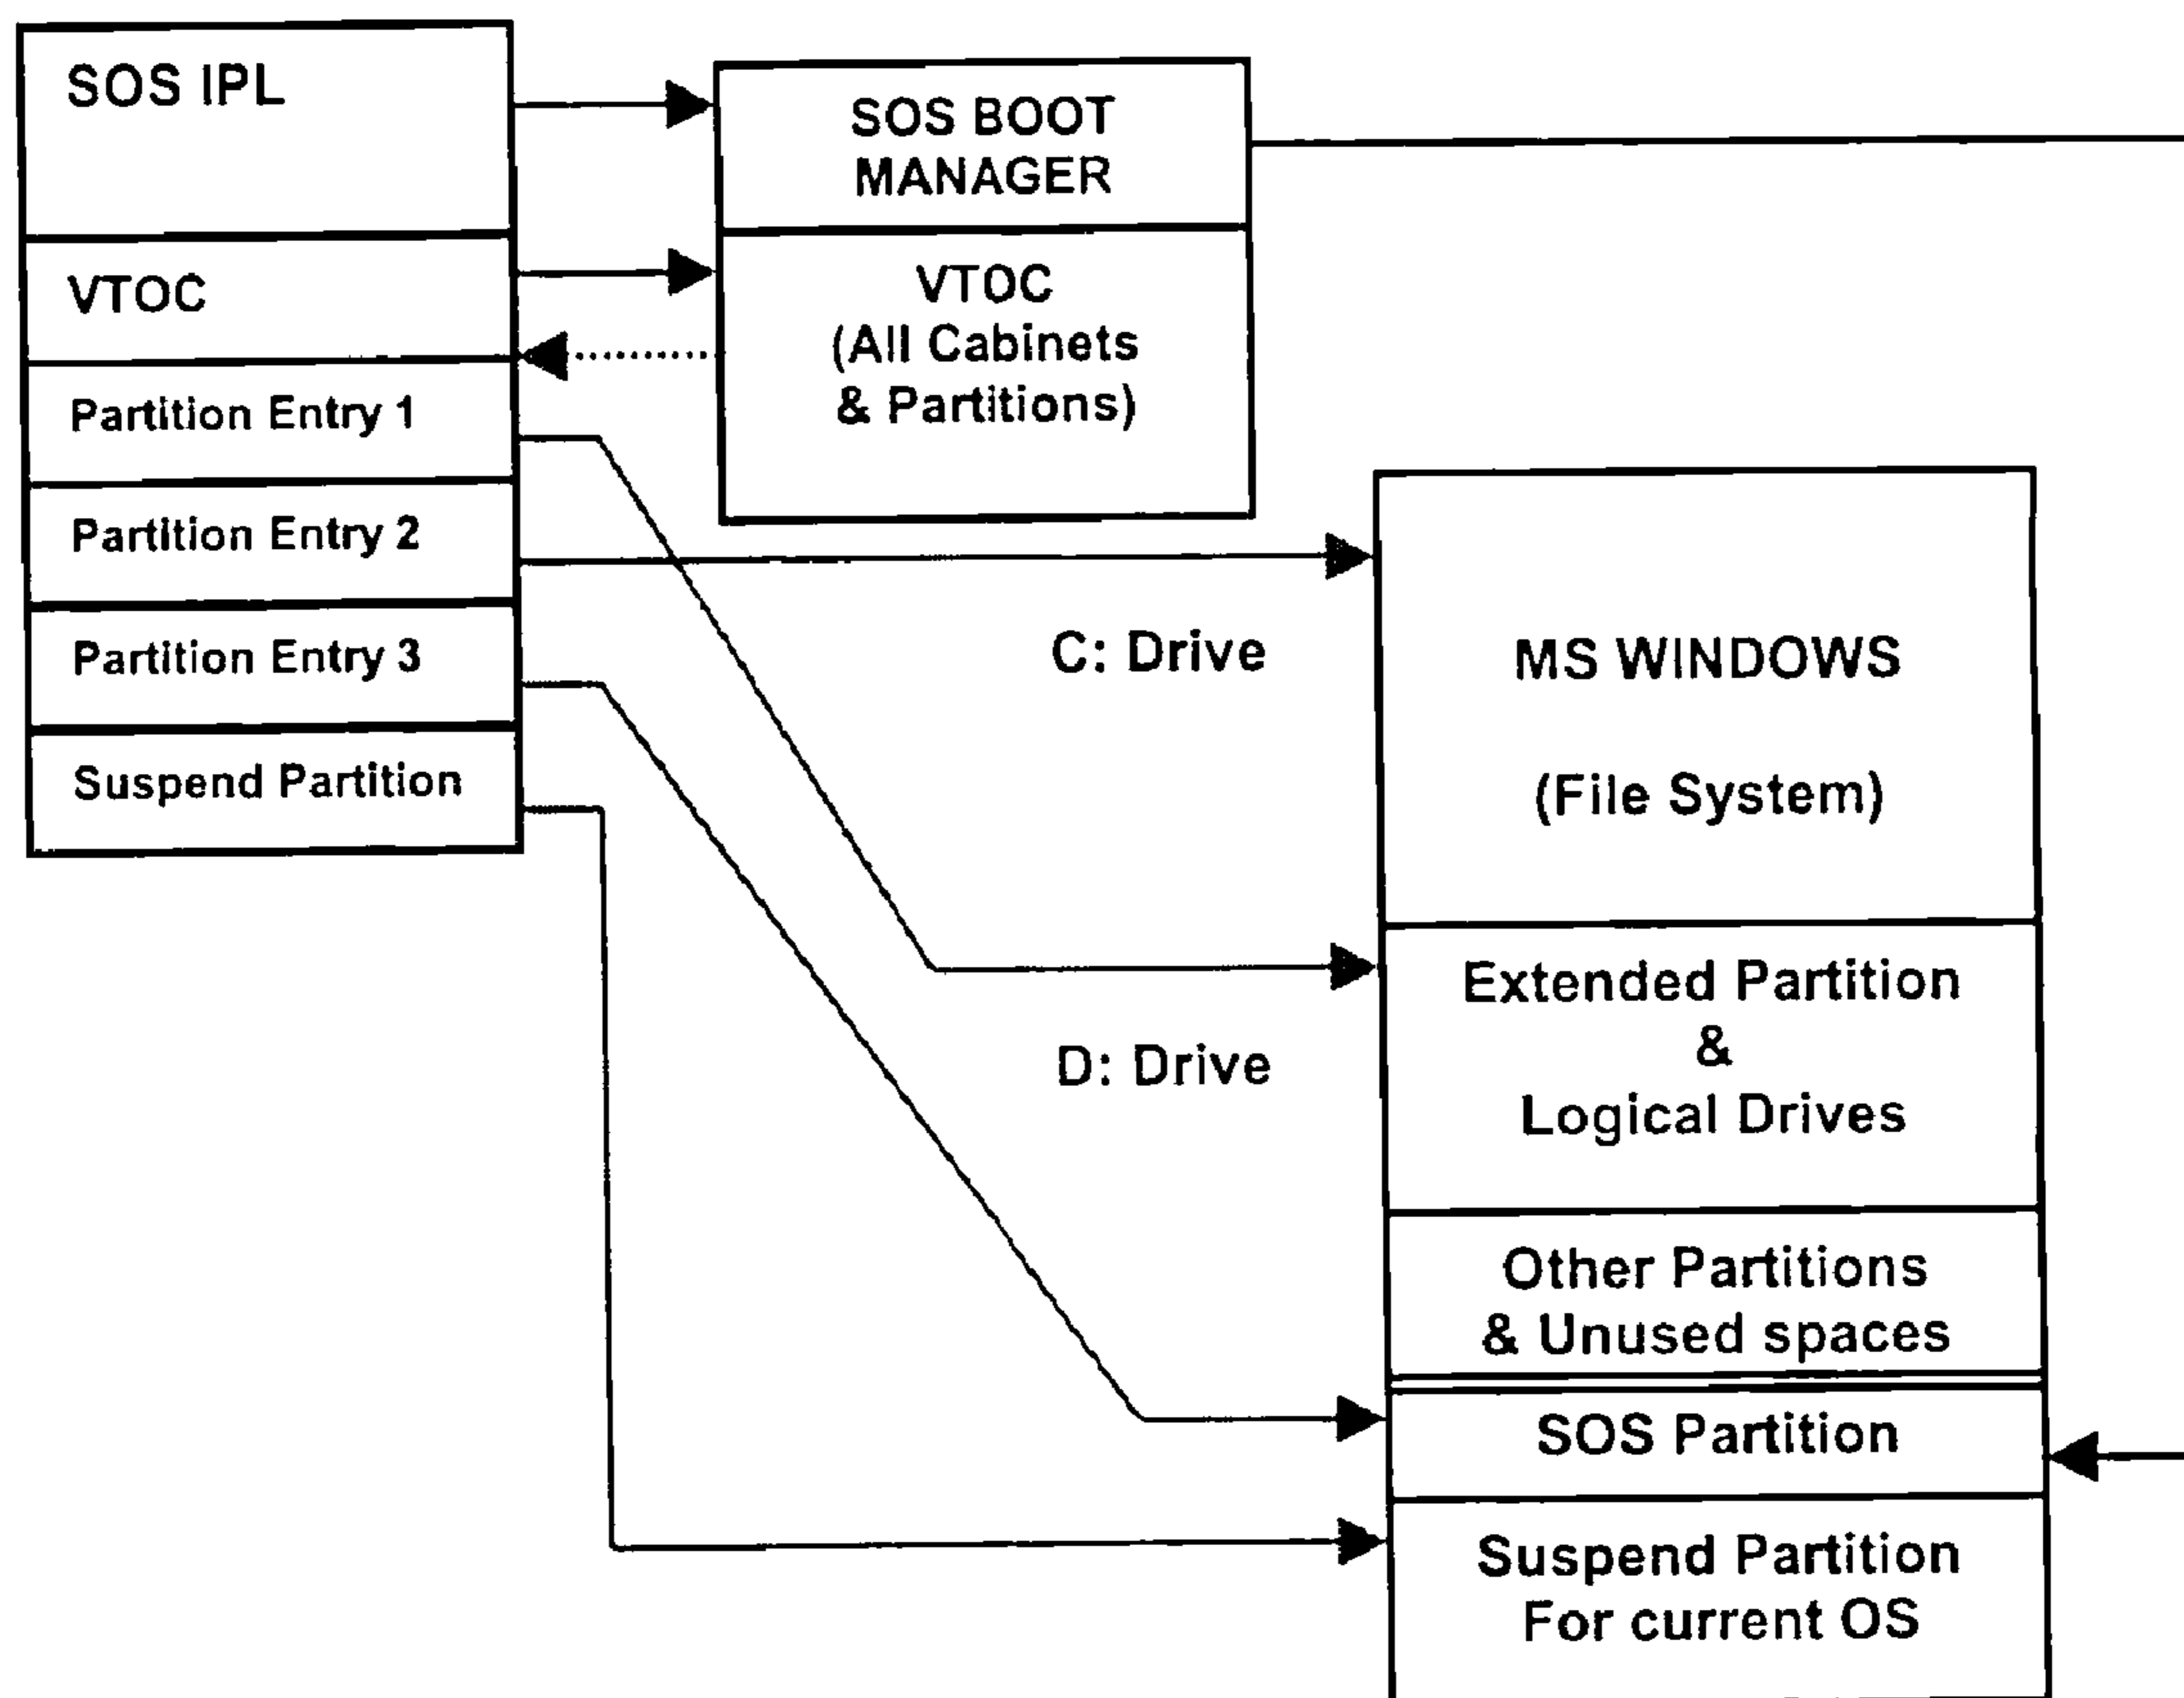 SOS IPL
VTOC
Partition Entry 1
Partition Entry 2
Partition Entry 3
Suspend Partition
SOS BOOT
MANAGER
VTOC
(All Cabinets
& Partitions)
C: Drive
D: Drive
MS WINDOWS
(File System)
Extended Partition
&
Logical Drives
Other Partitions
& Unused spaces
SOS Partition
Suspend Partition
For current OS